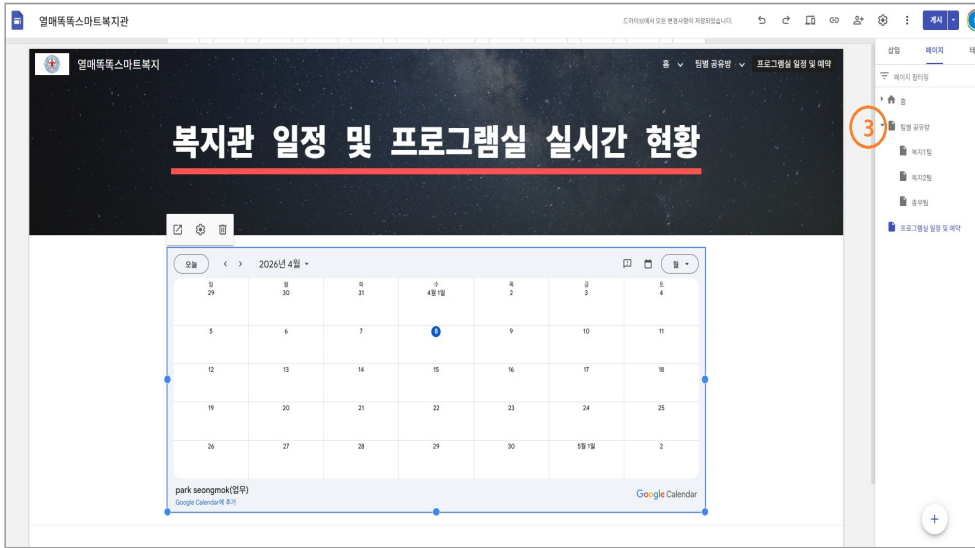 열매똑똑스마트복지관
드라이브에서 모든 변경사항이 저장되었습니다.
게시
삽입 페이지 테
열매똑똑스마트복지
홈 팀별 공유방 프로그램실 일정 및 예약
페이지 필터링
홈
3
팀별 공유방
복지1팀
복지2팀
총무팀
프로그램실 일정 및 예약
복지관 일정 및 프로그램실 실시간 현황
오늘 < > 2026년 4월 월
일 월 화 수 목 금 토
29 30 31 4월 1일 2 3 4
5 6 7 8 9 10 11
12 13 14 15 16 17 18
19 20 21 22 23 24 25
26 27 28 29 30 5월 1일 2
park seongmok(업무)
Google Calendar에 추가
Google Calendar